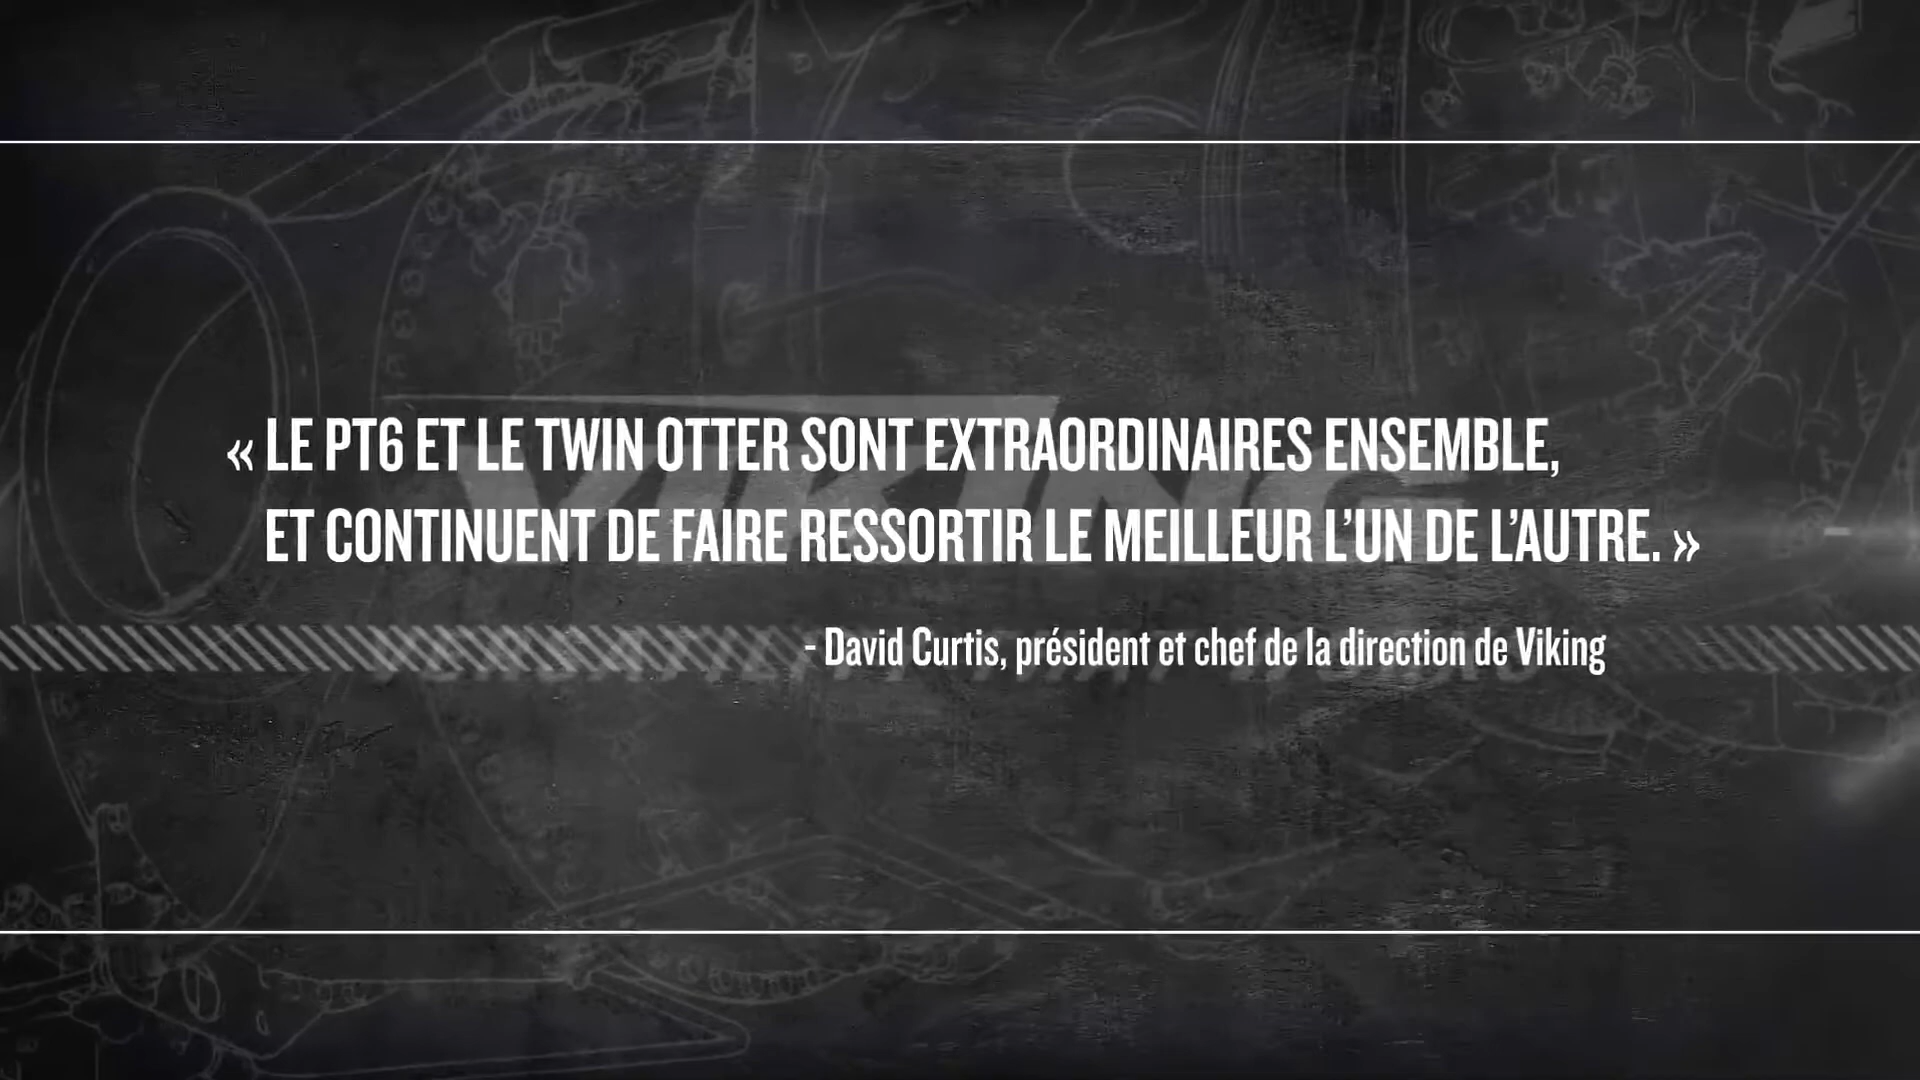 « LE PT6 ET LE TWIN OTTER SONT EXTRAORDINAIRES ENSEMBLE,
ET CONTINUENT DE FAIRE RESSORTIR LE MEILLEUR L’UN DE L’AUTRE. »
- David Curtis, président et chef de la direction de Viking
VIKING